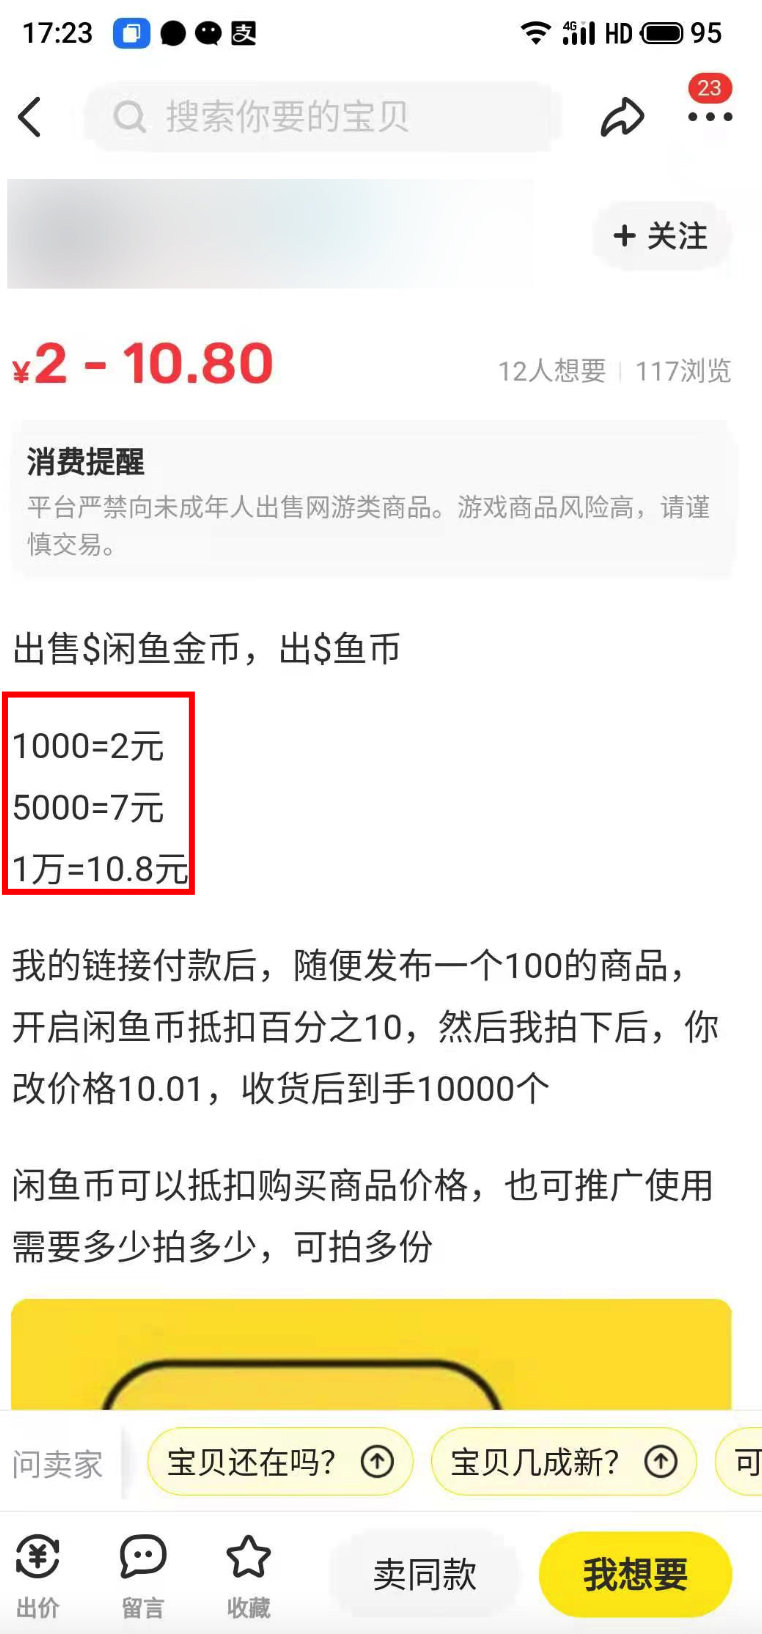 17:23 支 4G HD 95
搜索你要的宝贝 23
+ 关注
¥2 - 10.80 12人想要 | 117浏览
消费提醒
平台严禁向未成年人出售网游类商品。游戏商品风险高，请谨
慎交易。
出售$闲鱼金币，出$鱼币
1000=2元
5000=7元
1万=10.8元
我的链接付款后，随便发布一个100的商品，
开启闲鱼币抵扣百分之10，然后我拍下后，你
改价格10.01，收货后到手10000个
闲鱼币可以抵扣购买商品价格，也可推广使用
需要多少拍多少，可拍多份
问卖家 宝贝还在吗？ 宝贝几成新？ 可
出价 留言 收藏 卖同款 我想要